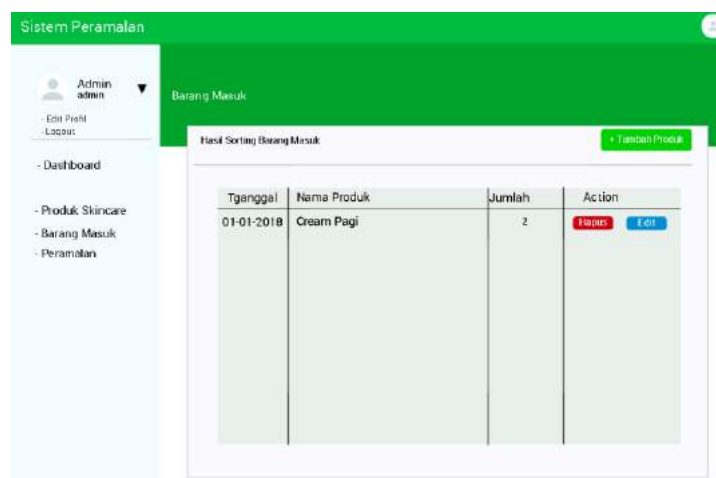 Sistem Peramalan
Admin
admin
▼
- Edit Profil
- Logout
- Dashboard
- Produk Skincare
- Barang Masuk
- Peramalan
Barang Masuk
Hasil Sorting Barang Masuk
+ Tambah Produk
Tganggal Nama Produk Jumlah Action
01-01-2018 Cream Pagi 2 Hapus Edit